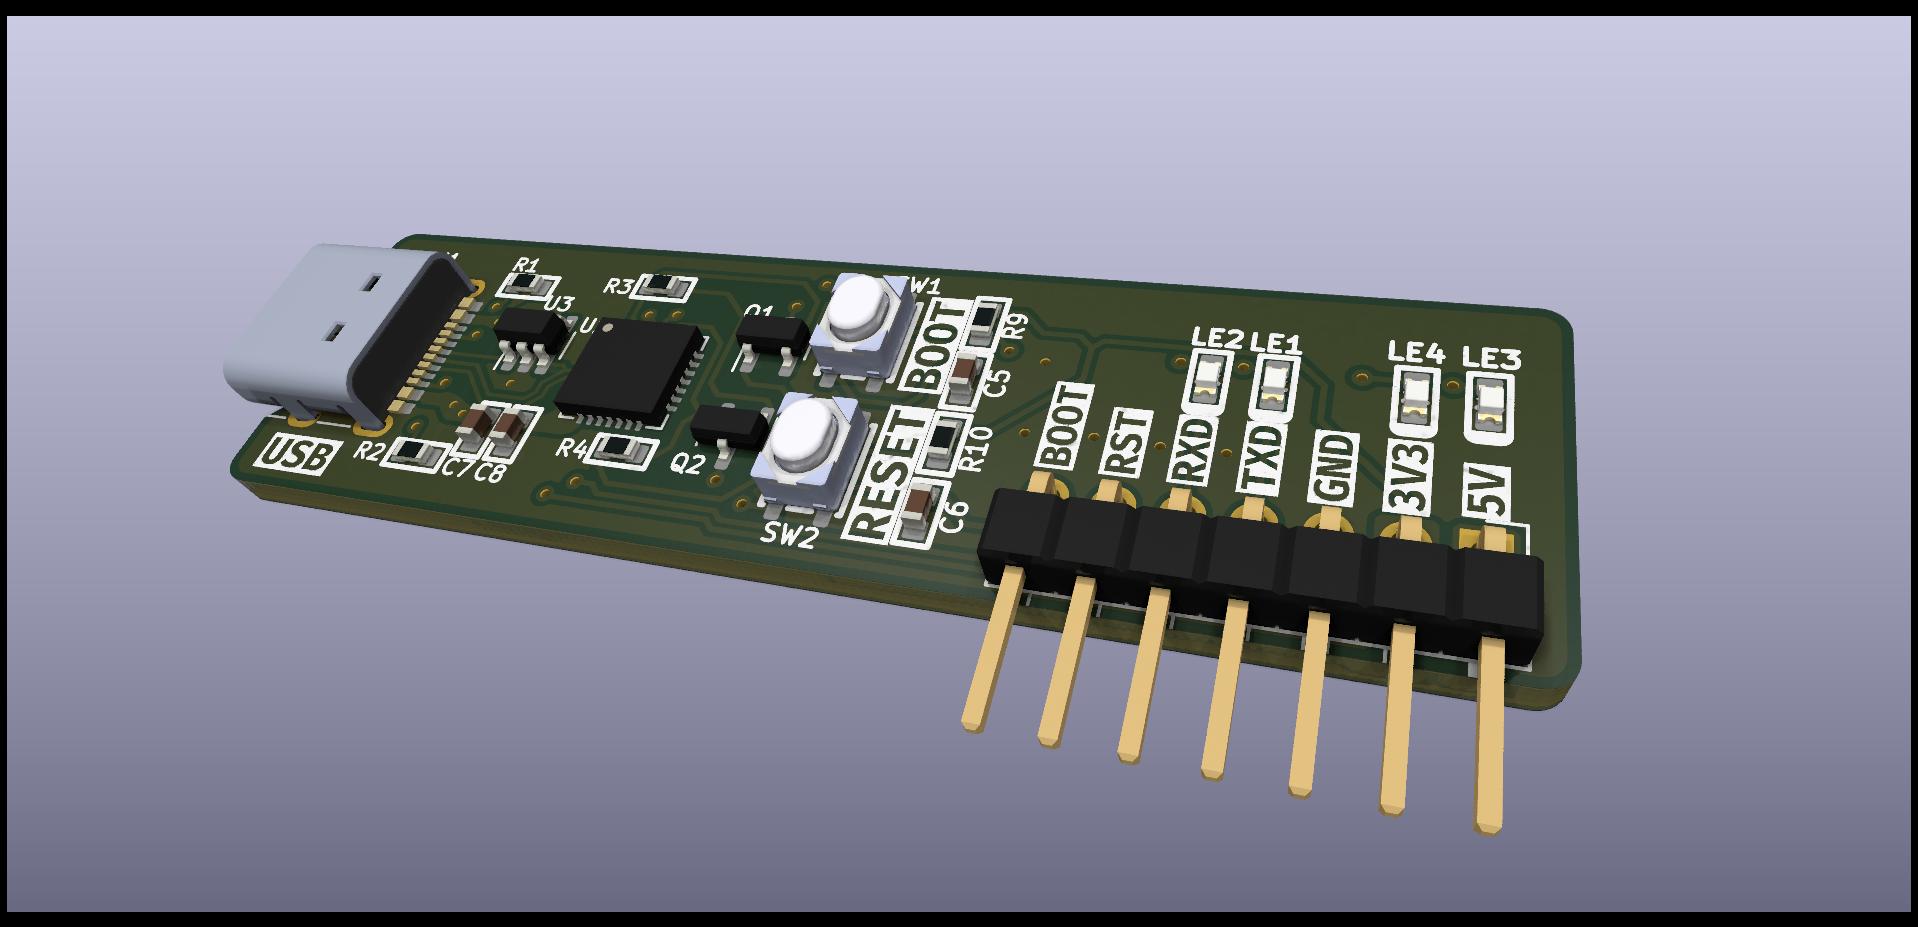 R1
U3
R3
Q1
BOOT
R9
C5
USB
R2
C7
C8
R4
Q2
SW2
RESET
R10
C6
LE2
LE1
LE4
LE3
BOOT
RST
RXD
TXD
GND
3V3
5V